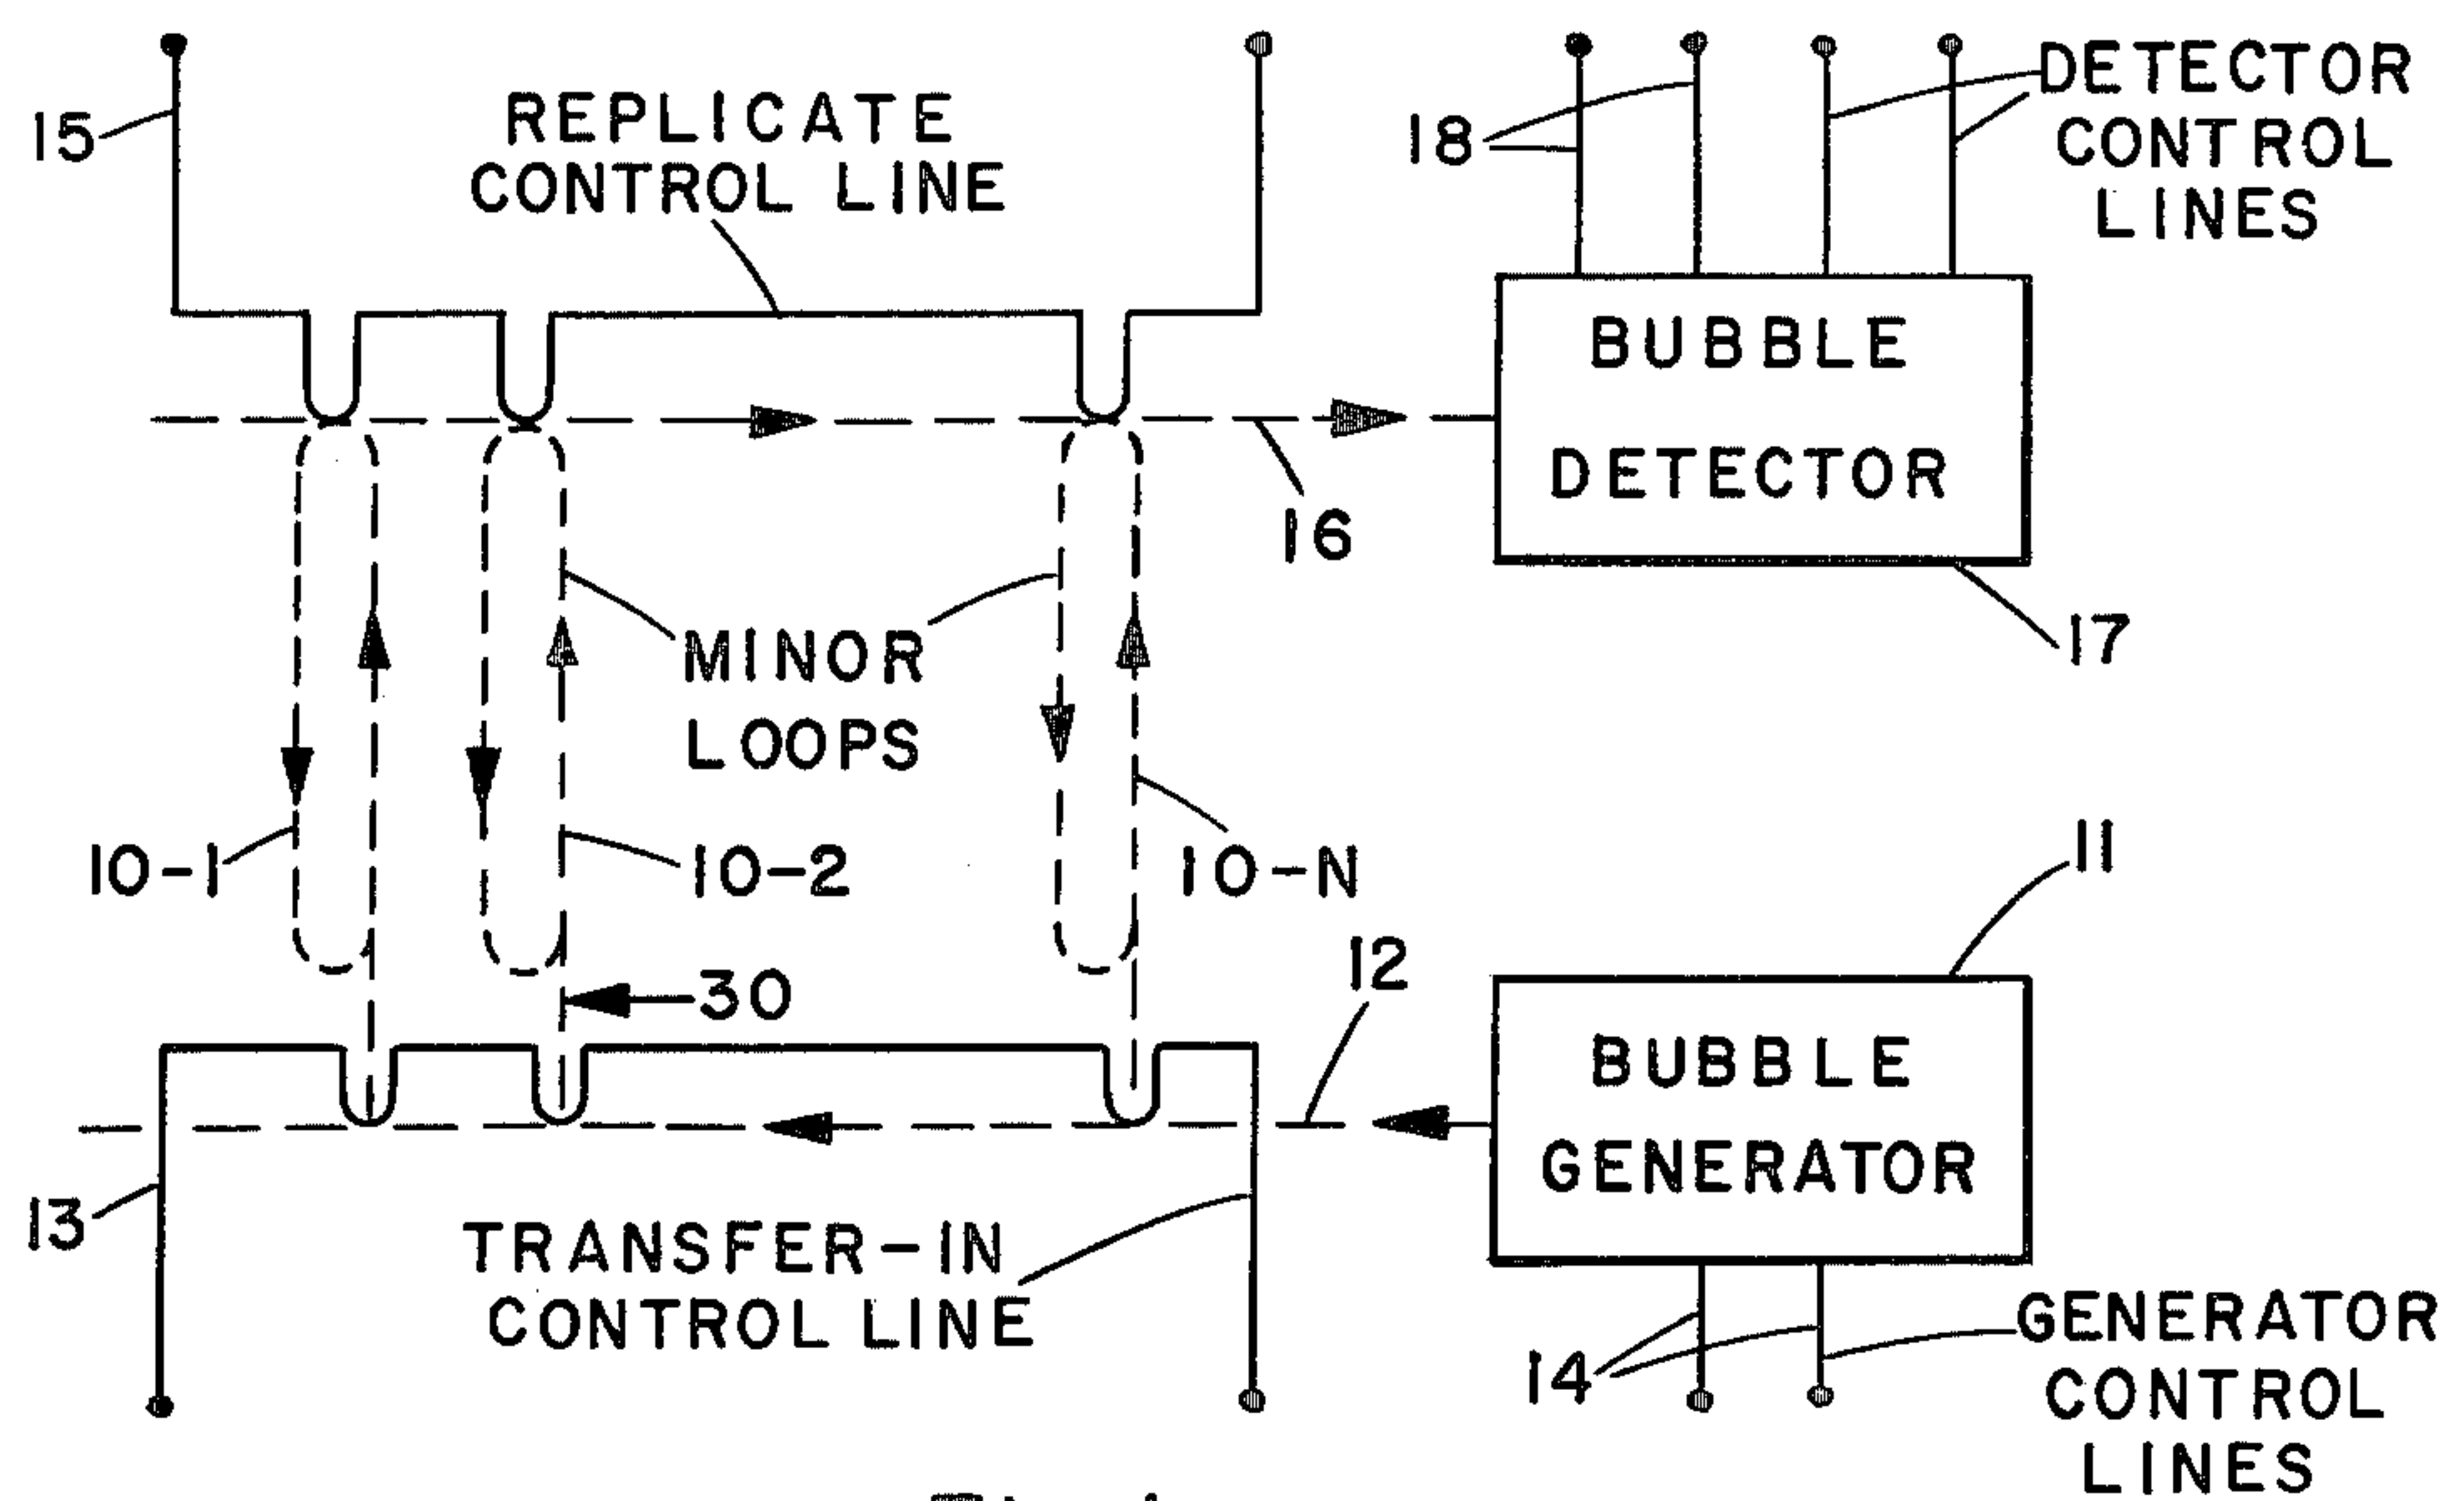 15
REPLICATE
CONTROL LINE
18
DETECTOR
CONTROL
LINES
BUBBLE
DETECTOR
16
17
MINOR
LOOPS
10-1
10-2
10-N
11
30
12
BUBBLE
GENERATOR
13
TRANSFER-IN
CONTROL LINE
14
GENERATOR
CONTROL
LINES